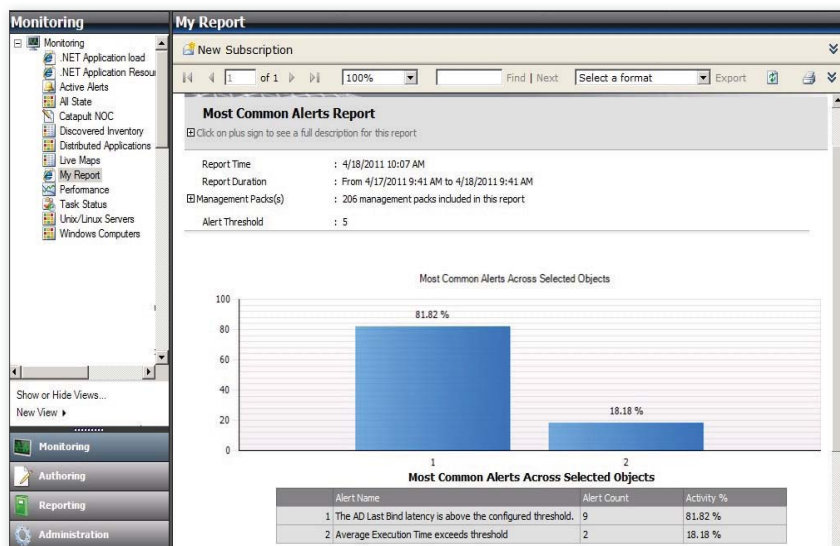 Monitoring
Monitoring
.NET Application load
.NET Application Resou
Active Alerts
All State
Catapult NOC
Discovered Inventory
Distributed Applications
Live Maps
My Report
Performance
Task Status
Unix/Linux Servers
Windows Computers
Show or Hide Views...
New View
Monitoring
Authoring
Reporting
Administration
My Report
New Subscription
1 of 1 100% Find | Next Select a format Export
Most Common Alerts Report
Click on plus sign to see a full description for this report
Report Time : 4/18/2011 10:07 AM
Report Duration : From 4/17/2011 9:41 AM to 4/18/2011 9:41 AM
Management Packs(s) : 206 management packs included in this report
Alert Threshold : 5
Most Common Alerts Across Selected Objects
100
80
60
40
20
0
81.82 %
18.18 %
1 2
Most Common Alerts Across Selected Objects
Alert Name Alert Count Activity %
1 The AD Last Bind latency is above the configured threshold. 9 81.82 %
2 Average Execution Time exceeds threshold 2 18.18 %